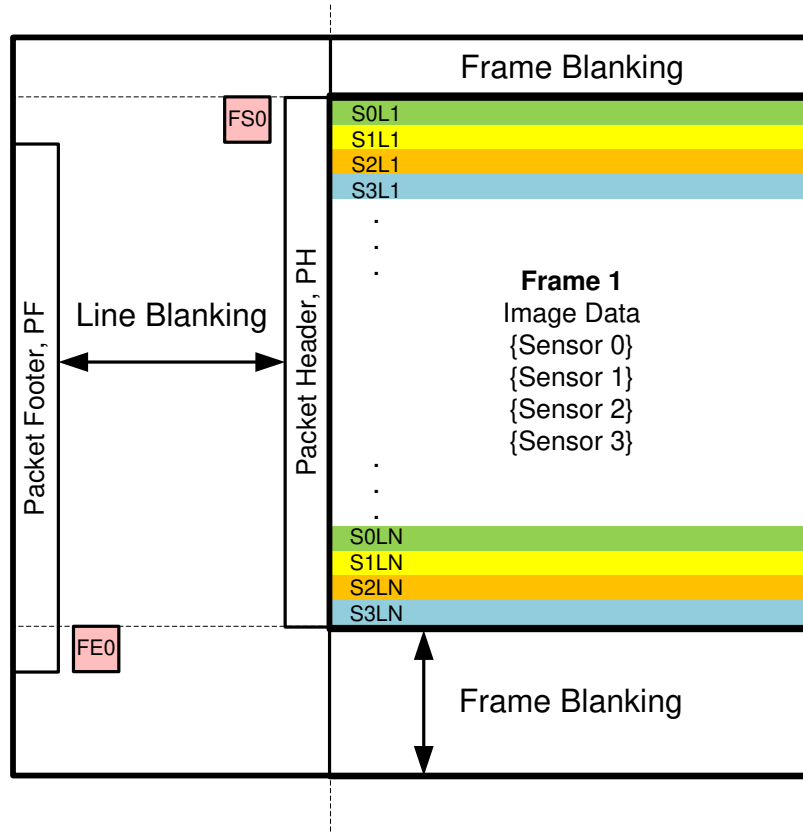 Frame Blanking
FS0
S0L1
S1L1
S2L1
S3L1
.
.
.
Packet Footer, PF
Line Blanking
Packet Header, PH
Frame 1
Image Data
{Sensor 0}
{Sensor 1}
{Sensor 2}
{Sensor 3}
.
.
.
S0LN
S1LN
S2LN
S3LN
FE0
Frame Blanking